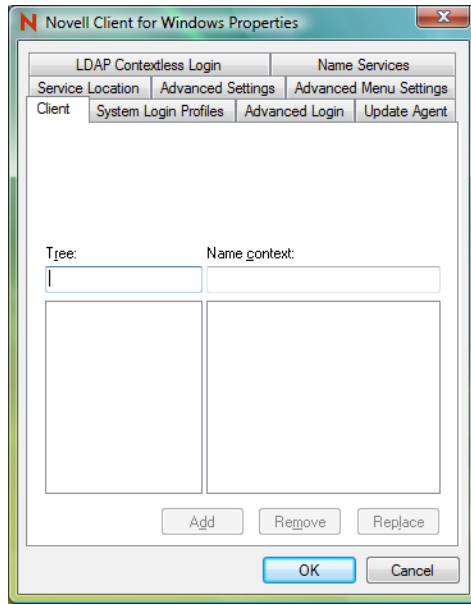 Novell Client for Windows Properties
LDAP Contextless Login Name Services
Service Location Advanced Settings Advanced Menu Settings
Client System Login Profiles Advanced Login Update Agent
Tree: Name context:
Add Remove Replace
OK Cancel